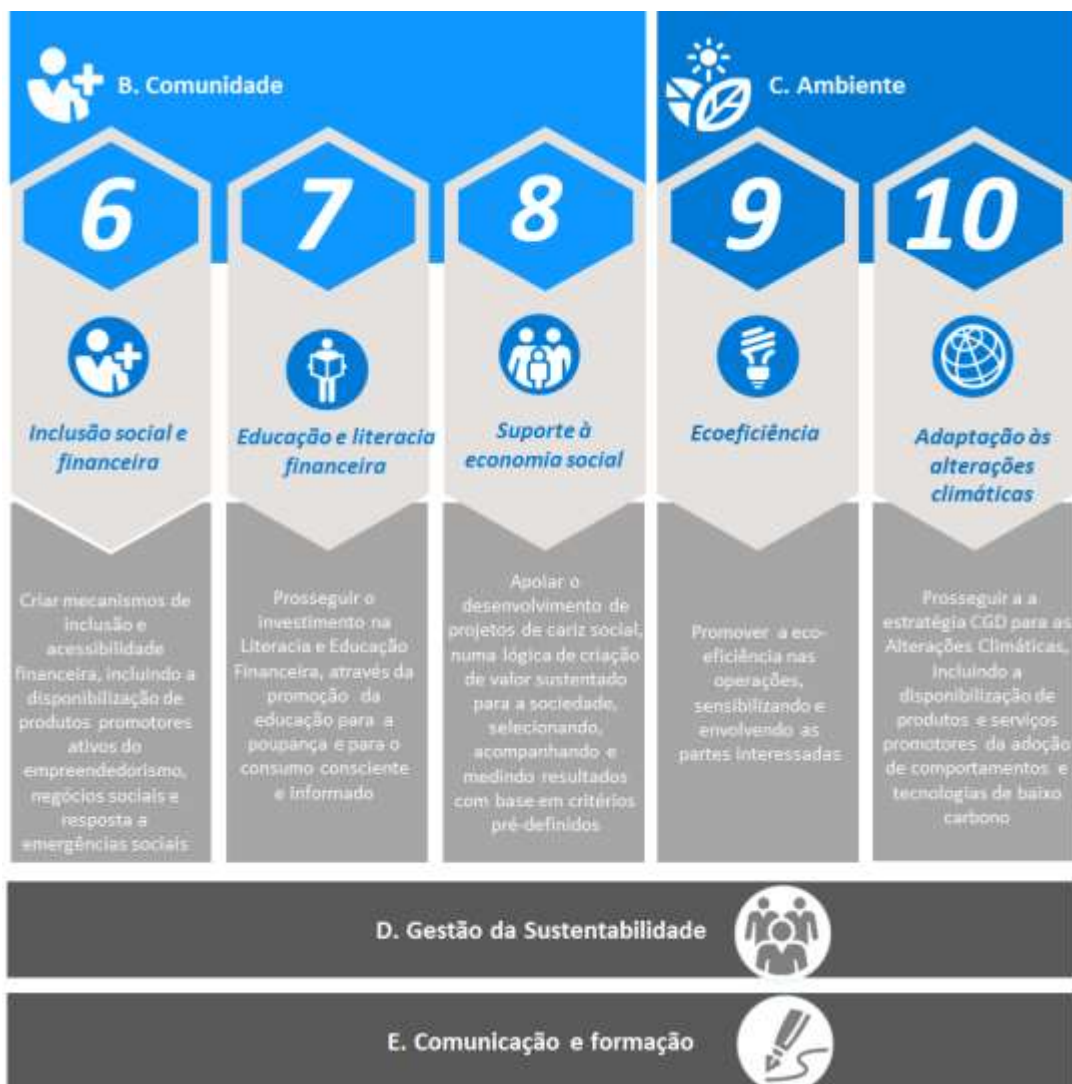 B. Comunidade
C. Ambiente
6
7
8
9
10
Inclusão social e
financeira
Educação e literacia
financeira
Suporte à
economia social
Ecoeficiência
Adaptação às
alterações
climáticas
Criar mecanismos de
inclusão e
acessibilidade
financeira, incluindo a
disponibilização de
produtos promotores
ativos do
empreendedorismo,
negócios sociais e
resposta a
emergências sociais
Prosseguir o
investimento na
Literacia e Educação
Financeira, através da
promoção da
educação para a
poupança e para o
consumo consciente
e informado
Apoiar o
desenvolvimento de
projetos de cariz social,
numa lógica de criação
de valor sustentado
para a sociedade,
selecionando,
acompanhando e
medindo resultados
com base em critérios
pré-definidos
Promover a eco-
eficiência nas
operações,
sensibilizando e
envolvendo as
partes interessadas
Prosseguir a a
estratégia CGD para as
Alterações Climáticas,
incluindo a
disponibilização de
produtos e serviços
promotores da adoção
de comportamentos e
tecnologias de baixo
carbono
D. Gestão da Sustentabilidade
E. Comunicação e formação